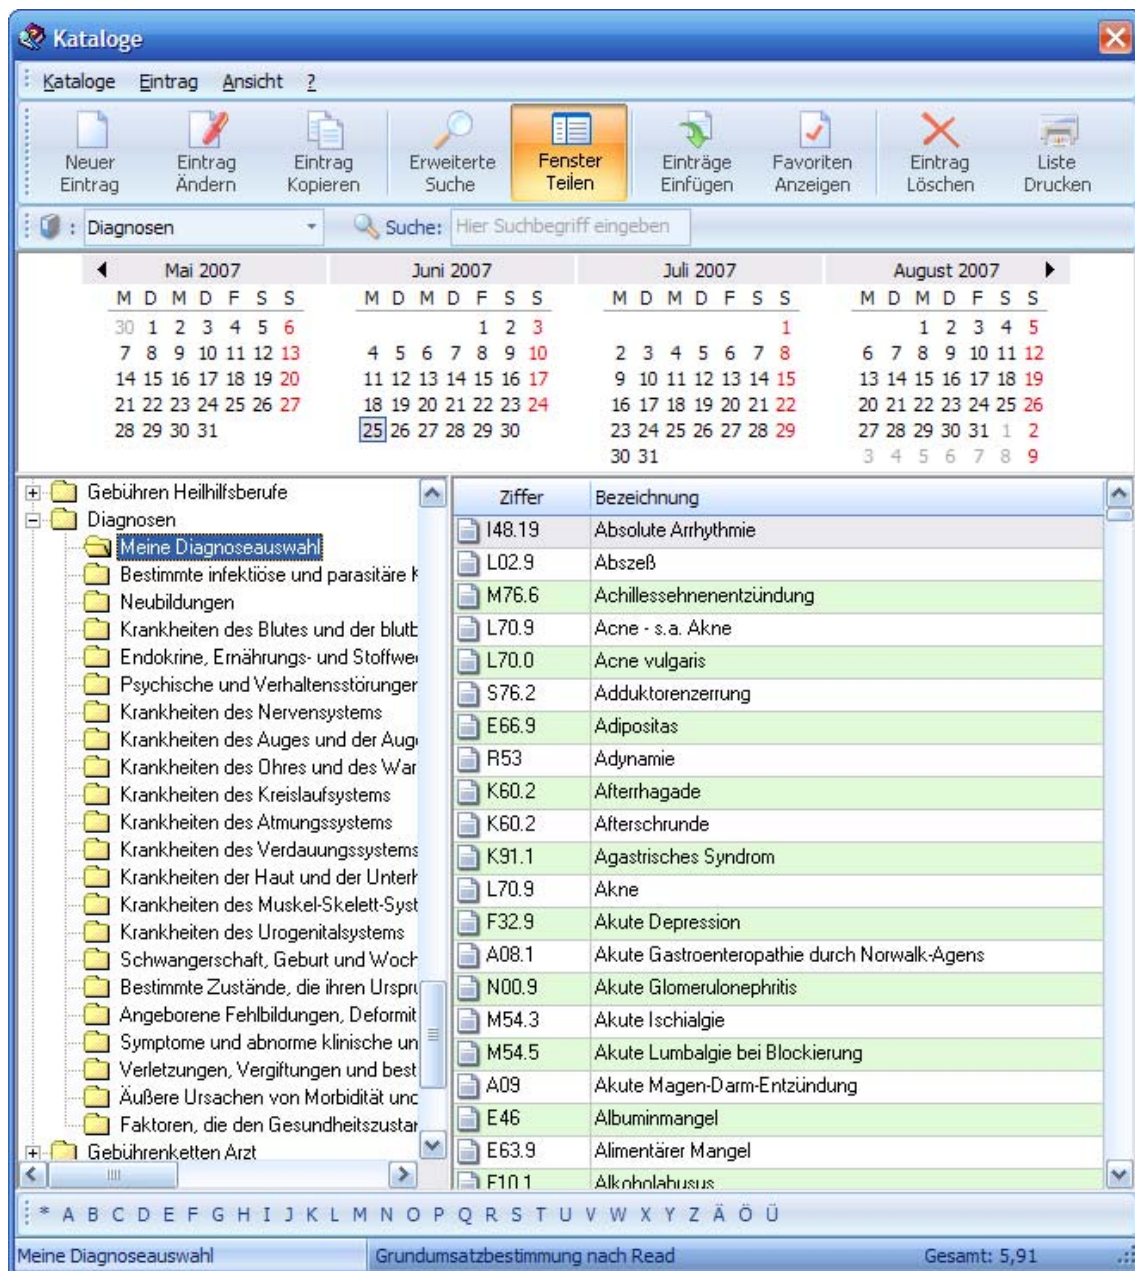 Kataloge
Kataloge Eintrag Ansicht ?
Neuer Eintrag
Eintrag Ändern
Eintrag Kopieren
Erweiterte Suche
Fenster Teilen
Einträge Einfügen
Favoriten Anzeigen
Eintrag Löschen
Liste Drucken
: Diagnosen Suche: Hier Suchbegriff eingeben
Mai 2007
M D M D F S S
30 1 2 3 4 5 6
7 8 9 10 11 12 13
14 15 16 17 18 19 20
21 22 23 24 25 26 27
28 29 30 31
Juni 2007
M D M D F S S
1 2 3
4 5 6 7 8 9 10
11 12 13 14 15 16 17
18 19 20 21 22 23 24
25 26 27 28 29 30
Juli 2007
M D M D F S S
1
2 3 4 5 6 7 8
9 10 11 12 13 14 15
16 17 18 19 20 21 22
23 24 25 26 27 28 29
30 31
August 2007
M D M D F S S
1 2 3 4 5
6 7 8 9 10 11 12
13 14 15 16 17 18 19
20 21 22 23 24 25 26
27 28 29 30 31 1 2
3 4 5 6 7 8 9
Gebühren Heilhilfsberufe
Diagnosen
Meine Diagnoseauswahl
Bestimmte infektiöse und parasitäre K
Neubildungen
Krankheiten des Blutes und der blutb
Endokrine, Ernährungs- und Stoffwe
Psychische und Verhaltensstörunger
Krankheiten des Nervensystems
Krankheiten des Auges und der Aug
Krankheiten des Ohres und des War
Krankheiten des Kreislaufsystems
Krankheiten des Atmungssystems
Krankheiten des Verdauungssystems
Krankheiten der Haut und der Unterh
Krankheiten des Muskel-Skelett-Syst
Krankheiten des Urogenitalsystems
Schwangerschaft, Geburt und Woch
Bestimmte Zustände, die ihren Urspru
Angeborene Fehlbildungen, Deformit
Symptome und abnorme klinische un
Verletzungen, Vergiftungen und best
Äußere Ursachen von Morbidität unc
Faktoren, die den Gesundheitszustar
Gebührenketten Arzt
Ziffer Bezeichnung
I48.19 Absolute Arrhythmie
L02.9 Abszeß
M76.6 Achillessehnenentzündung
L70.9 Acne - s.a. Akne
L70.0 Acne vulgaris
S76.2 Adduktorenzerrung
E66.9 Adipositas
R53 Adynamie
K60.2 Afterrhagade
K60.2 Afterschrunde
K91.1 Agastrisches Syndrom
L70.9 Akne
F32.9 Akute Depression
A08.1 Akute Gastroenteropathie durch Norwalk-Agens
N00.9 Akute Glomerulonephritis
M54.3 Akute Ischialgie
M54.5 Akute Lumbalgie bei Blockierung
A09 Akute Magen-Darm-Entzündung
E46 Albuminmangel
E63.9 Alimentärer Mangel
F10.1 Alkoholabusus
* A B C D E F G H I J K L M N O P Q R S T U V W X Y Z Ä Ö Ü
Meine Diagnoseauswahl Grundumsatzbestimmung nach Read Gesamt: 5,91